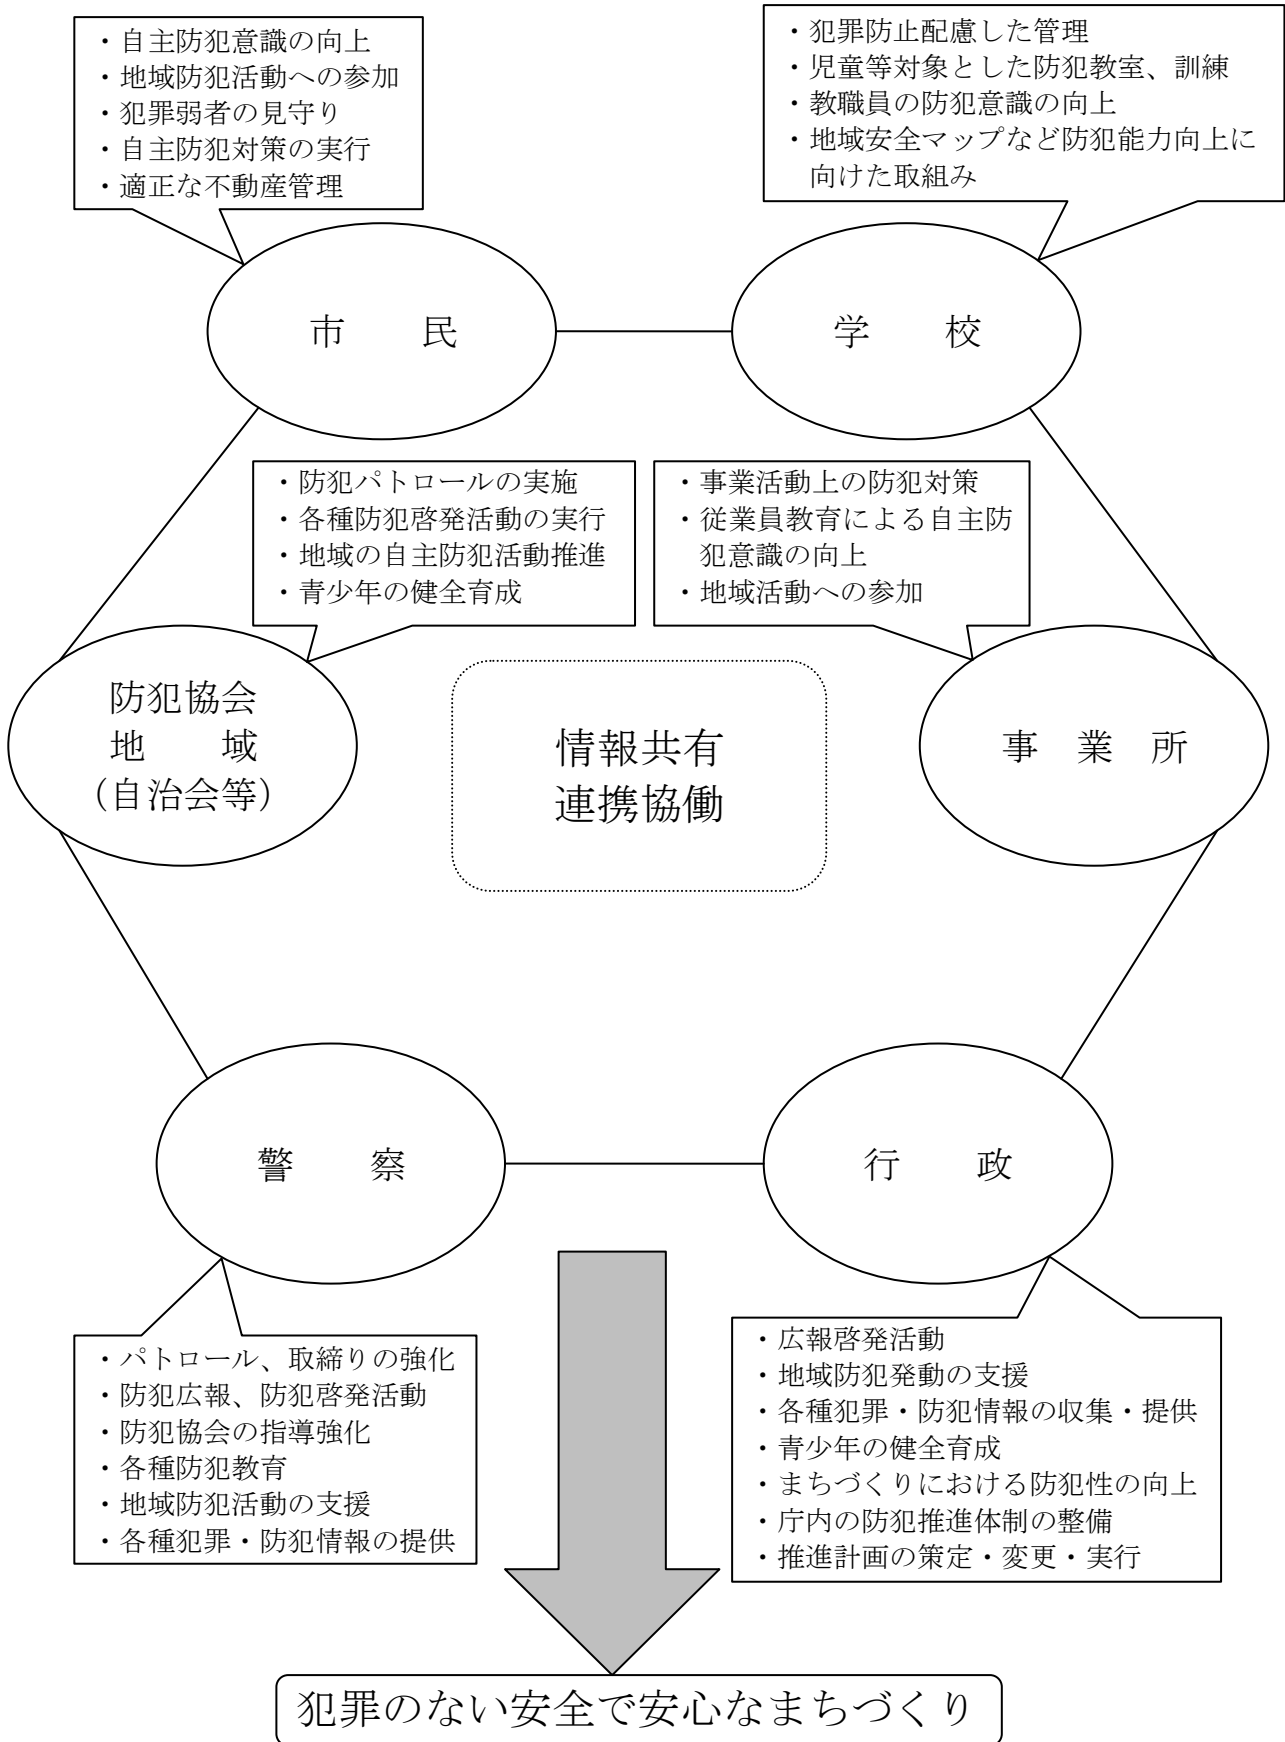 ・自主防犯意識の向上
・地域防犯活動への参加
・犯罪弱者の見守り
・自主防犯対策の実行
・適正な不動産管理
・犯罪防止配慮した管理
・児童等対象とした防犯教室、訓練
・教職員の防犯意識の向上
・地域安全マップなど防犯能力向上に
向けた取組み
市　民
学　校
・防犯パトロールの実施
・各種防犯啓発活動の実行
・地域の自主防犯活動推進
・青少年の健全育成
・事業活動上の防犯対策
・従業員教育による自主防
犯意識の向上
・地域活動への参加
防犯協会
地　域
（自治会等）
情報共有
連携協働
事　業　所
警　察
行　政
・パトロール、取締りの強化
・防犯広報、防犯啓発活動
・防犯協会の指導強化
・各種防犯教育
・地域防犯活動の支援
・各種犯罪・防犯情報の提供
・広報啓発活動
・地域防犯発動の支援
・各種犯罪・防犯情報の収集・提供
・青少年の健全育成
・まちづくりにおける防犯性の向上
・庁内の防犯推進体制の整備
・推進計画の策定・変更・実行
犯罪のない安全で安心なまちづくり